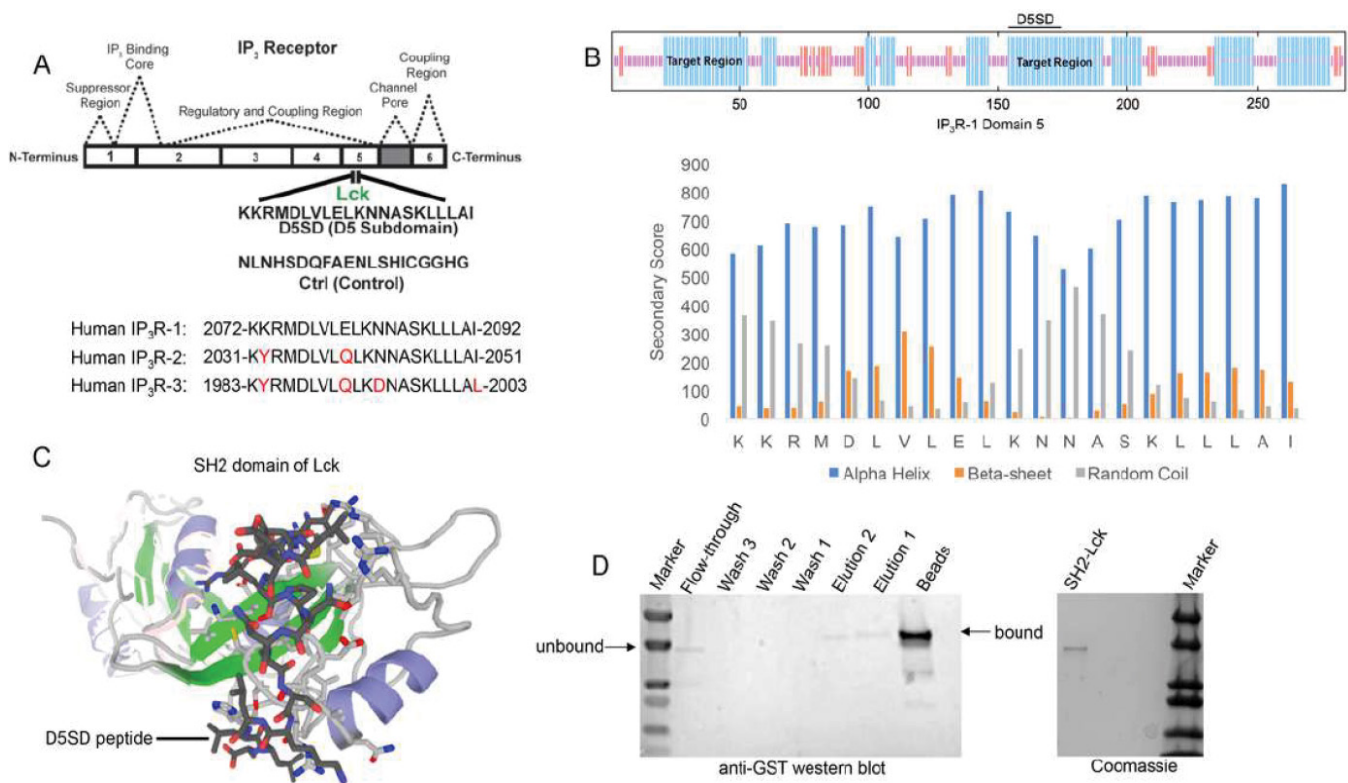 A
IP3 Receptor
IP3 Binding
Core
Suppressor
Region
Regulatory and Coupling Region
Channel
Pore
Coupling
Region
N-Terminus
1
2
3
4
5
6
C-Terminus
Lck
KKRMDLVLELKNNASKLLLAI
D5SD (D5 Subdomain)
NLNHSDQFAENLSHICGGHG
Ctrl (Control)
Human IP3R-1: 2072-KKRMDLVLELKNNASKLLLAI-2092
Human IP3R-2: 2031-KYRMDLVLQLKNNASKLLLAI-2051
Human IP3R-3: 1983-KYRMDLVLQLKDNASKLLLAL-2003
B
D5SD
Target Region
Target Region
50 100 150 200 250
IP3R-1 Domain 5
Secondary Score
900
800
700
600
500
400
300
200
100
0
K K R M D L V L E L K N N A S K L L L A I
Alpha Helix Beta-sheet Random Coil
C
SH2 domain of Lck
D5SD peptide
D
Marker
Flow-through
Wash 3
Wash 2
Wash 1
Elution 2
Elution 1
Beads
unbound
bound
anti-GST western blot
SH2-Lck
Marker
Coomassie